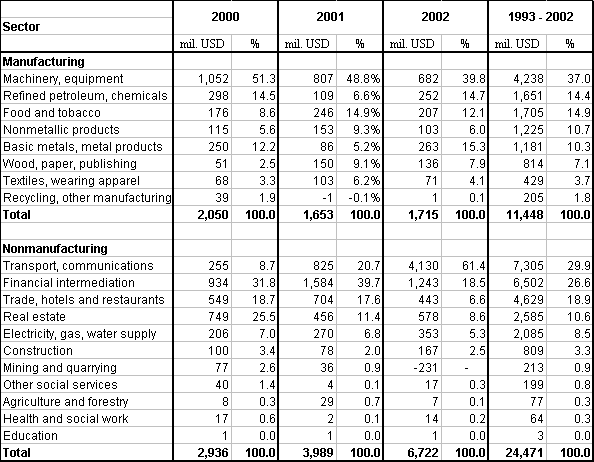 Sector 2000 2001 2002 1993 - 2002
mil. USD % mil. USD % mil. USD % mil. USD %
Manufacturing
Machinery, equipment 1,052 51.3 807 48.8% 682 39.8 4,238 37.0
Refined petroleum, chemicals 298 14.5 109 6.6% 252 14.7 1,651 14.4
Food and tobacco 176 8.6 246 14.9% 207 12.1 1,705 14.9
Nonmetallic products 115 5.6 153 9.3% 103 6.0 1,225 10.7
Basic metals, metal products 250 12.2 86 5.2% 263 15.3 1,181 10.3
Wood, paper, publishing 51 2.5 150 9.1% 136 7.9 814 7.1
Textiles, wearing apparel 68 3.3 103 6.2% 71 4.1 429 3.7
Recycling, other manufacturing 39 1.9 -1 -0.1% 1 0.1 205 1.8
Total 2,050 100.0 1,653 100.0 1,715 100.0 11,448 100.0
Nonmanufacturing
Transport, communications 255 8.7 825 20.7 4,130 61.4 7,305 29.9
Financial intermediation 934 31.8 1,584 39.7 1,243 18.5 6,502 26.6
Trade, hotels and restaurants 549 18.7 704 17.6 443 6.6 4,629 18.9
Real estate 749 25.5 456 11.4 578 8.6 2,585 10.6
Electricity, gas, water supply 206 7.0 270 6.8 353 5.3 2,085 8.5
Construction 100 3.4 78 2.0 167 2.5 809 3.3
Mining and quarrying 77 2.6 36 0.9 -231 - 213 0.9
Other social services 40 1.4 4 0.1 17 0.3 199 0.8
Agriculture and forestry 8 0.3 29 0.7 7 0.1 77 0.3
Health and social work 17 0.6 2 0.1 14 0.2 64 0.3
Education 1 0.0 1 0.0 1 0.0 3 0.0
Total 2,936 100.0 3,989 100.0 6,722 100.0 24,471 100.0